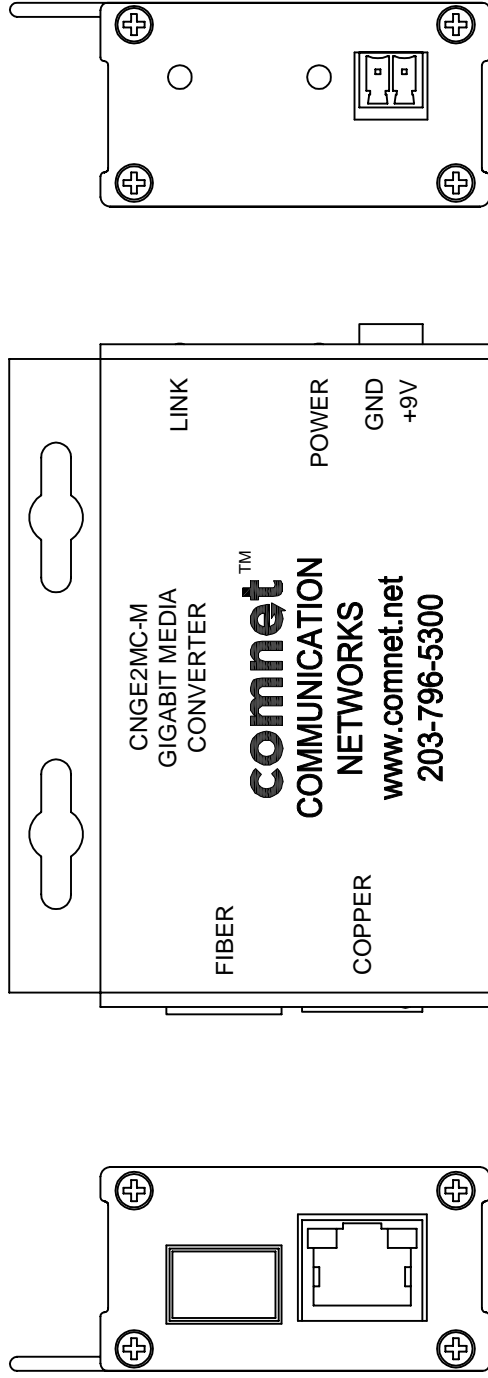 CNGE2MC-M
GIGABIT MEDIA
CONVERTER
comnet™
COMMUNICATION
NETWORKS
www.comnet.net
203-796-5300
FIBER
COPPER
LINK
POWER
GND
+9V